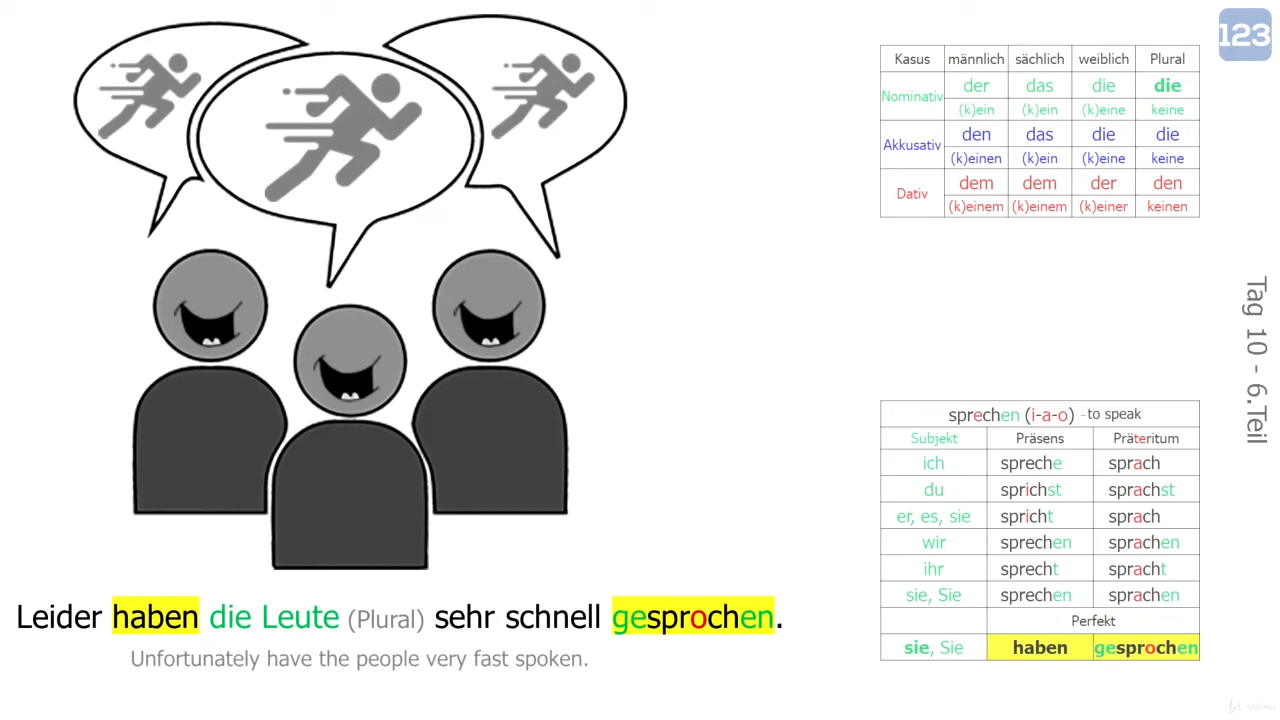 123
Kasus männlich sächlich weiblich Plural
Nominativ der das die die
(k)ein (k)ein (k)eine keine
Akkusativ den das die die
(k)einen (k)ein (k)eine keine
Dativ dem dem der den
(k)einem (k)einem (k)einer keinen
Tag 10 - 6.Teil
sprechen (i-a-o) - to speak
Subjekt Präsens Präteritum
ich spreche sprach
du sprichst sprachst
er, es, sie spricht sprach
wir sprechen sprachen
ihr sprecht spracht
sie, Sie sprechen sprachen
Perfekt
sie, Sie haben gesprochen
Leider haben die Leute (Plural) sehr schnell gesprochen.
Unfortunately have the people very fast spoken.